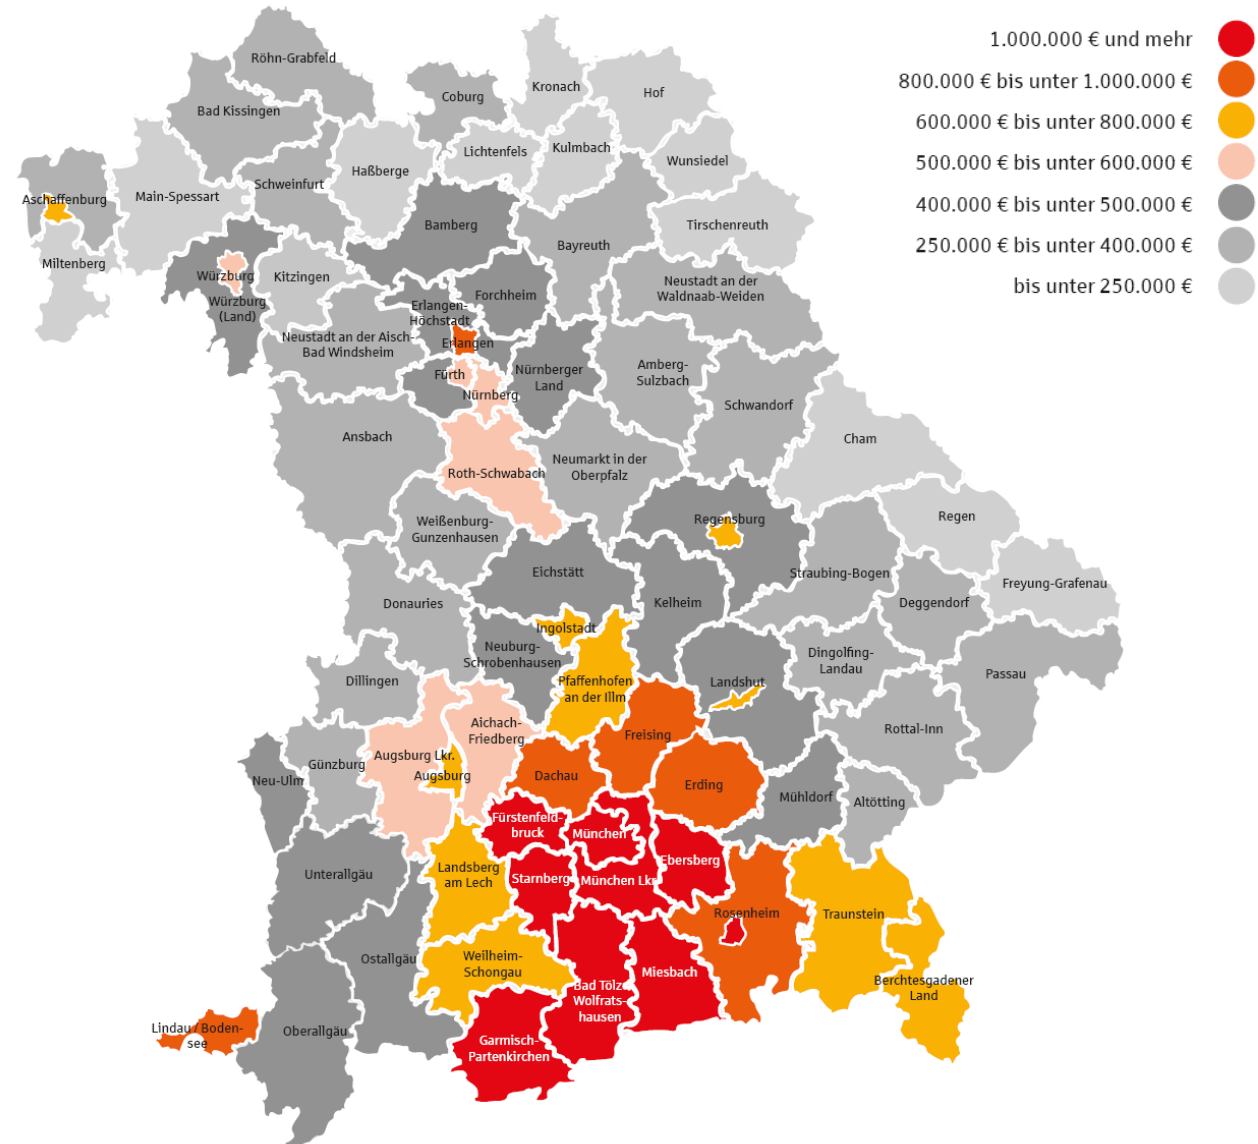 1.000.000 € und mehr
800.000 € bis unter 1.000.000 €
600.000 € bis unter 800.000 €
500.000 € bis unter 600.000 €
400.000 € bis unter 500.000 €
250.000 € bis unter 400.000 €
bis unter 250.000 €
Röhn-Grabfeld
Bad Kissingen
Coburg
Kronach
Hof
Lichtenfels
Kulmbach
Wunsiedel
Haßberge
Schweinfurt
Main-Spessart
Aschaffenburg
Bamberg
Bayreuth
Tirschenreuth
Miltenberg
Würzburg
Kitzingen
Würzburg
(Land)
Forchheim
Erlangen-
Höchstadt
Erlangen
Neustadt an der
Waldnaab-Weiden
Neustadt an der Aisch-
Bad Windsheim
Fürth
Nürnberg
Nürnberger
Land
Amberg-
Sulzbach
Schwandorf
Cham
Ansbach
Roth-Schwabach
Neumarkt in der
Oberpfalz
Weißenburg-
Gunzenhausen
Regensburg
Regen
Eichstätt
Straubing-Bogen
Freyung-Grafenau
Donauries
Kelheim
Deggendorf
Ingolstadt
Neuburg-
Schrobenhausen
Dingolfing-
Landau
Passau
Dillingen
Pfaffenhofen
an der Illm
Landshut
Aichach-
Friedberg
Freising
Rottal-Inn
Augsburg Lkr.
Augsburg
Günzburg
Neu-Ulm
Dachau
Erding
Mühldorf
Altötting
Fürstenfeld-
bruck
München
Ebersberg
Unterallgäu
Landsberg
am Lech
Starnberg
München Lkr.
Rosenheim
Traunstein
Ostallgäu
Weilheim-
Schongau
Miesbach
Bad Tölz-
Wolfrats-
hausen
Berchtesgadener
Land
Lindau / Boden-
see
Oberallgäu
Garmisch-
Partenkirchen